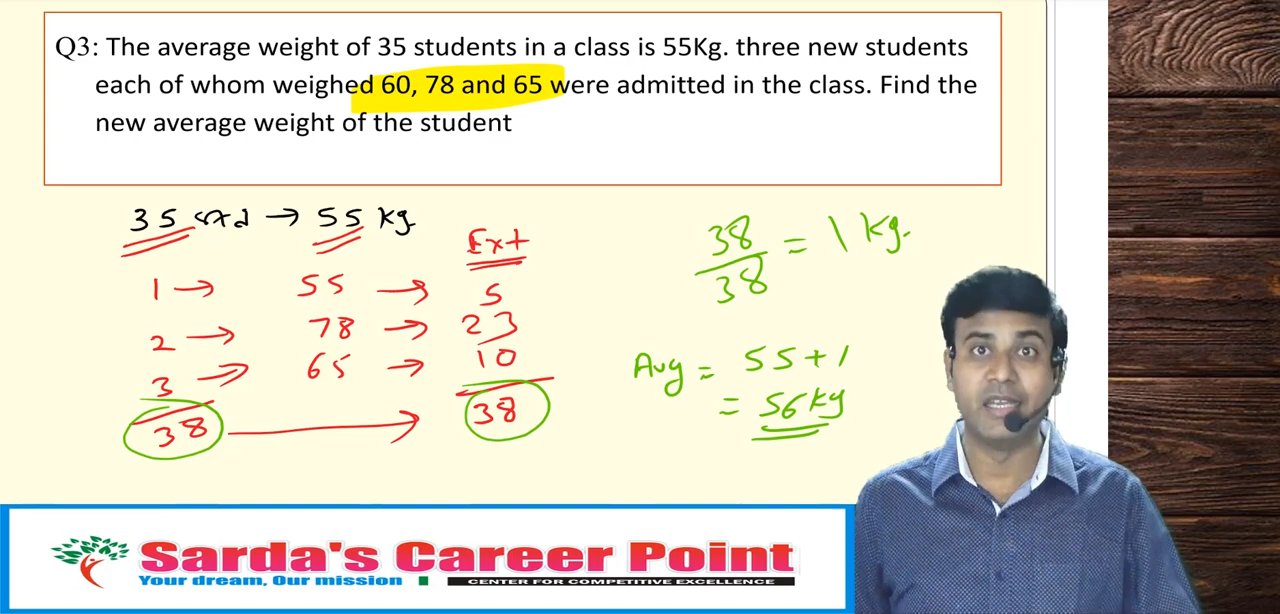 Q3: The average weight of 35 students in a class is 55Kg. three new students
each of whom weighed 60, 78 and 65 were admitted in the class. Find the
new average weight of the student
35 std → 55 kg
Ext
1 → 55 → 5
2 → 78 → 23
3 → 65 → 10
38 → 38
38/38 = 1 kg.
Avg = 55+1
= 56kg
Sarda's Career Point
Your dream, Our mission
CENTER FOR COMPETITIVE EXCELLENCE